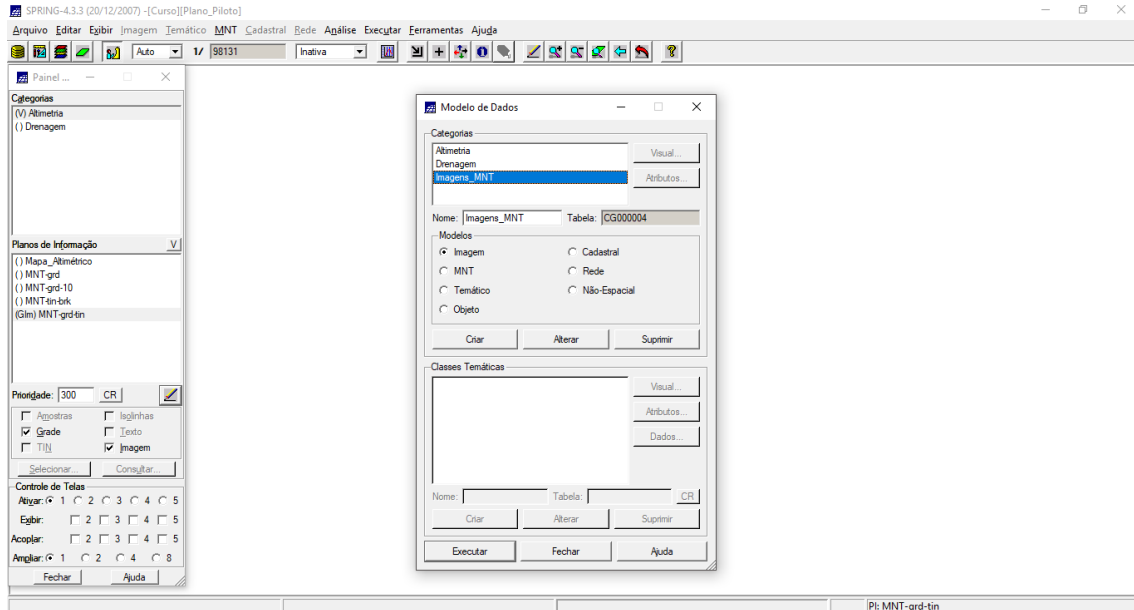 SPRING-4.3.3 (20/12/2007) -[Curso][Plano_Piloto]
Arquivo Editar Exibir Imagem Temático MNT Cadastral Rede Análise Executar Ferramentas Ajuda
Auto 1/ 98131 Inativa
Painel ...
Categorias
(V) Altimetria
( ) Drenagem
Planos de Informação V
( ) Mapa_Altimétrico
( ) MNT-grd
( ) MNT-grd-10
( ) MNT-tin-brk
(GIm) MNT-grd-tin
Prioridade: 300 CR
Amostras Isolinhas
Grade Texto
TIN Imagem
Selecionar... Consultar...
Controle de Telas
Ativar: 1 2 3 4 5
Exibir: 2 3 4 5
Acoplar: 2 3 4 5
Ampliar: 1 2 4 8
Fechar Ajuda
Modelo de Dados
Categorias
Altimetria
Drenagem
Imagens_MNT
Visual...
Atributos...
Nome: Imagens_MNT Tabela: CG000004
Modelos
Imagem Cadastral
MNT Rede
Temático Não-Espacial
Objeto
Criar Alterar Suprimir
Classes Temáticas
Visual...
Atributos...
Dados...
Nome: Tabela: CR
Criar Alterar Suprimir
Executar Fechar Ajuda
PI: MNT-grd-tin